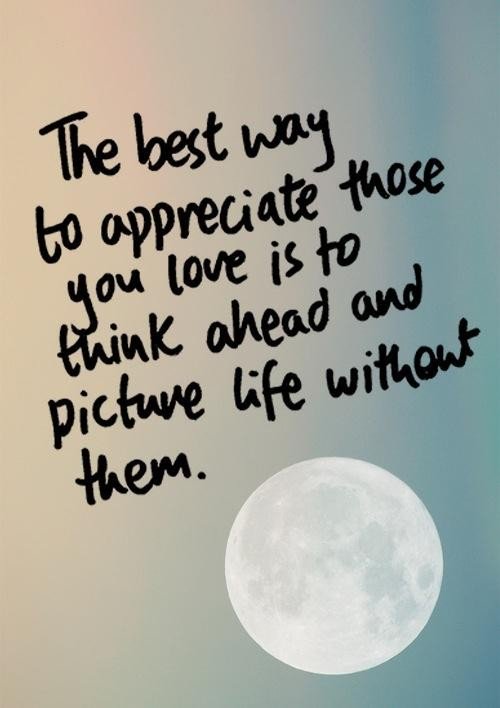 The best way
to appreciate those
you love is to
think ahead and
picture life without
them.